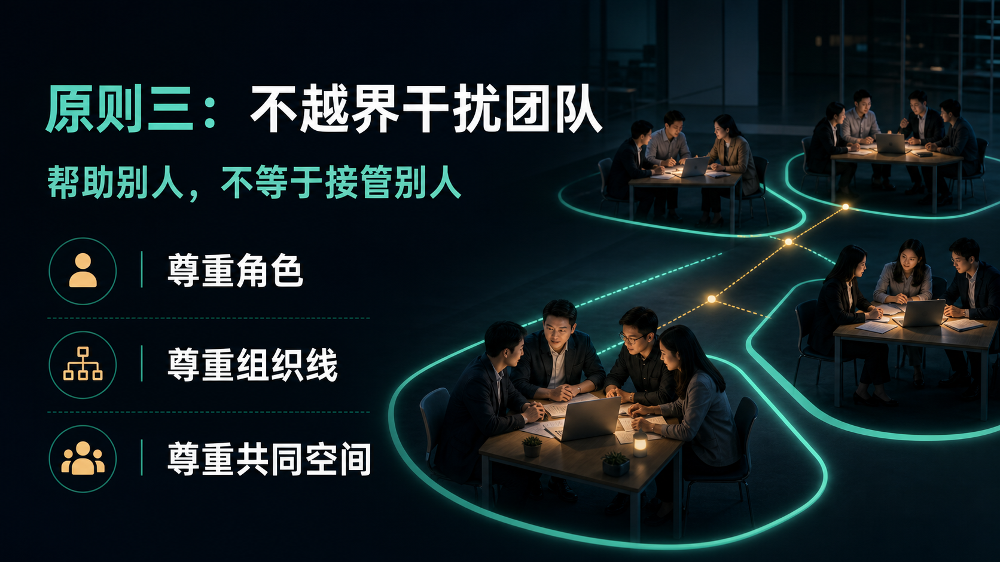 原则三：不越界干扰团队
帮助别人，不等于接管别人
尊重角色
尊重组织线
尊重共同空间